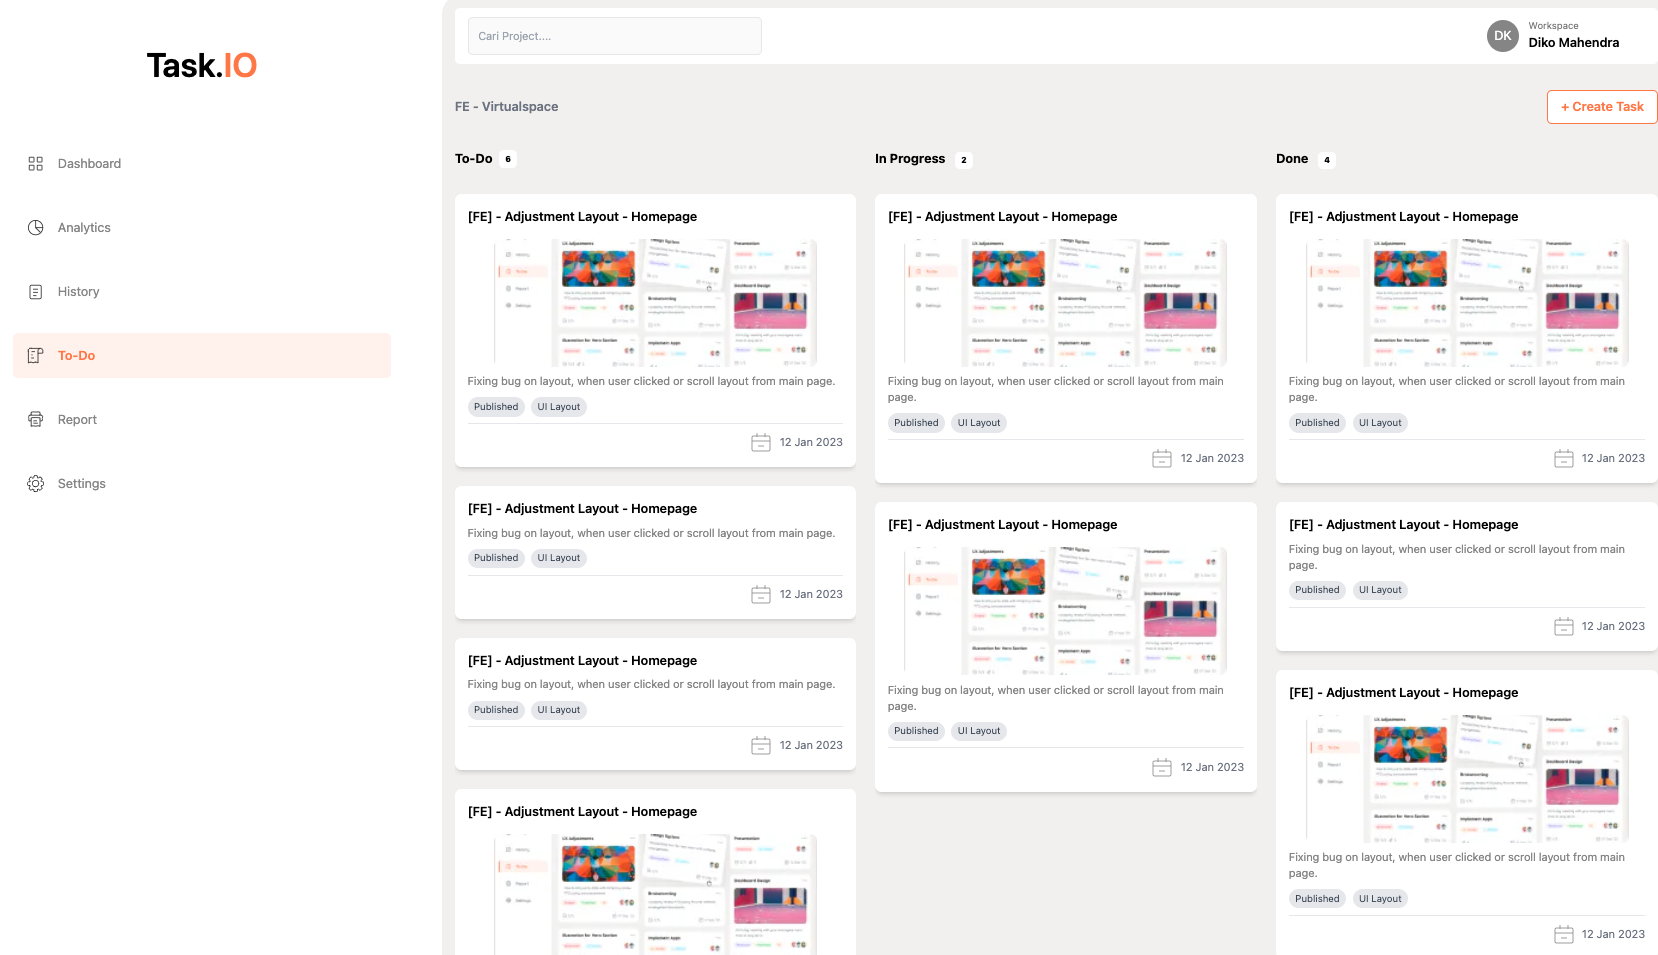 Task.IO
Dashboard
Analytics
History
To-Do
Report
Settings
Cari Project....
DK
Workspace
Diko Mahendra
FE - Virtualspace
+ Create Task
To-Do 6
[FE] - Adjustment Layout - Homepage
Fixing bug on layout, when user clicked or scroll layout from main page.
Published UI Layout
12 Jan 2023
[FE] - Adjustment Layout - Homepage
Fixing bug on layout, when user clicked or scroll layout from main page.
Published UI Layout
12 Jan 2023
[FE] - Adjustment Layout - Homepage
Fixing bug on layout, when user clicked or scroll layout from main page.
Published UI Layout
12 Jan 2023
[FE] - Adjustment Layout - Homepage
In Progress 2
[FE] - Adjustment Layout - Homepage
Fixing bug on layout, when user clicked or scroll layout from main
page.
Published UI Layout
12 Jan 2023
[FE] - Adjustment Layout - Homepage
Fixing bug on layout, when user clicked or scroll layout from main
page.
Published UI Layout
12 Jan 2023
Done 4
[FE] - Adjustment Layout - Homepage
Fixing bug on layout, when user clicked or scroll layout from main
page.
Published UI Layout
12 Jan 2023
[FE] - Adjustment Layout - Homepage
Fixing bug on layout, when user clicked or scroll layout from main
page.
Published UI Layout
12 Jan 2023
[FE] - Adjustment Layout - Homepage
Fixing bug on layout, when user clicked or scroll layout from main
page.
Published UI Layout
12 Jan 2023